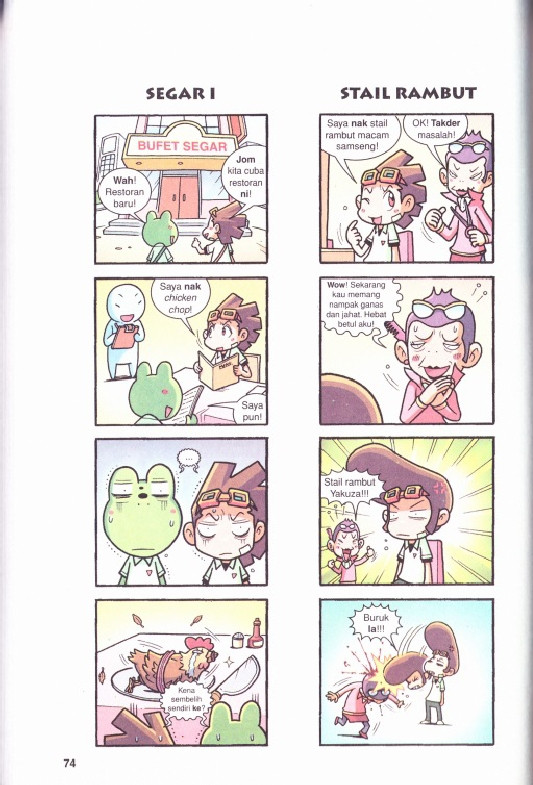 SEGAR I
BUFET SEGAR
Wah!
Restoran
baru!
Jom
kita cuba
restoran
ni!
Saya nak
chicken
chop!
Saya
pun!
...
Kena
sembelih
sendiri ke?
STAIL RAMBUT
Saya nak stail
rambut macam
samseng!
OK! Takder
masalah!
Wow! Sekarang
kau memang
nampak ganas
dan jahat. Hebat
betul aku!
Stail rambut
Yakuza!!!
Buruk
la!!!
74